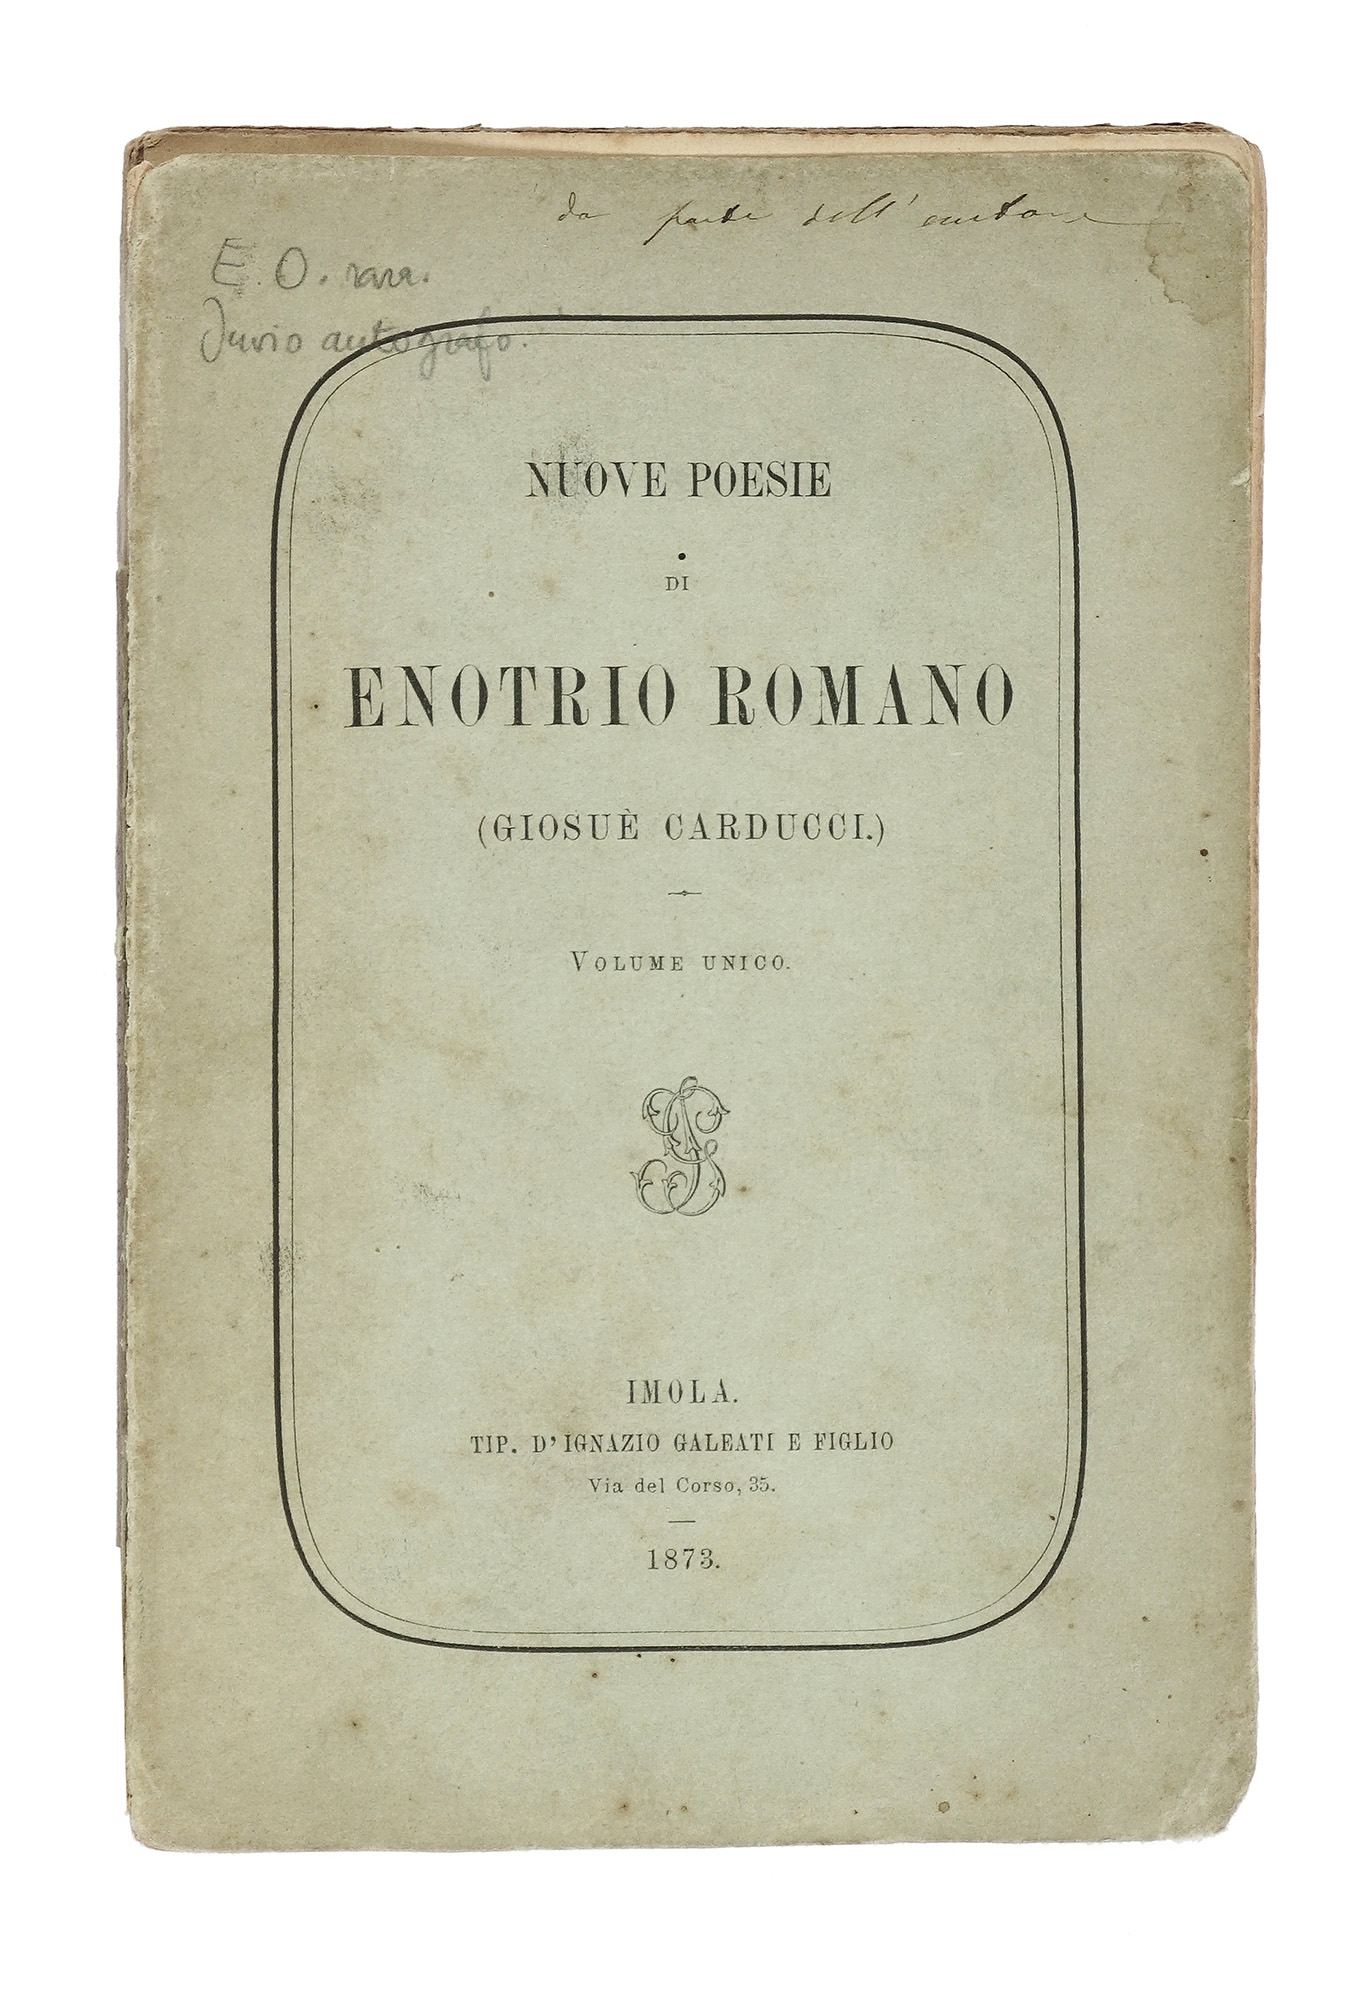 da parte dell'autore
E. O. rara.
Invio autografo.
NUOVE POESIE
DI
ENOTRIO ROMANO
(GIOSUÈ CARDUCCI.)
VOLUME UNICO.
IMOLA.
TIP. D'IGNAZIO GALEATI E FIGLIO
Via del Corso, 35.
1873.